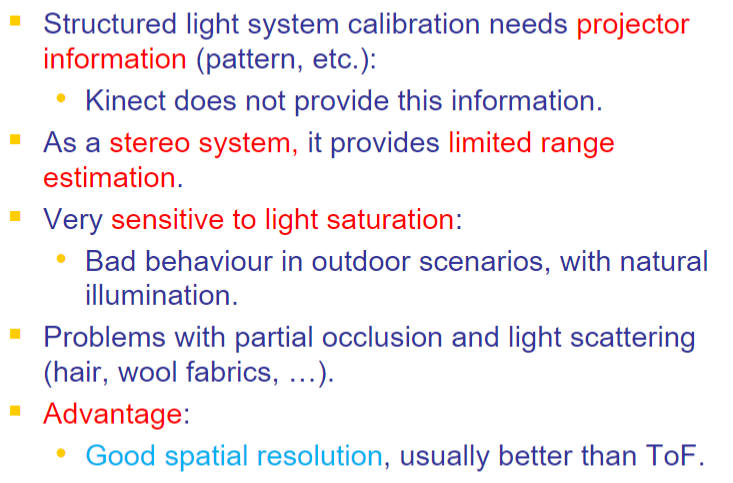 Structured light system calibration needs projector
information (pattern, etc.):
Kinect does not provide this information.
As a stereo system, it provides limited range
estimation.
Very sensitive to light saturation:
Bad behaviour in outdoor scenarios, with natural
illumination.
Problems with partial occlusion and light scattering
(hair, wool fabrics, …).
Advantage:
Good spatial resolution, usually better than ToF.